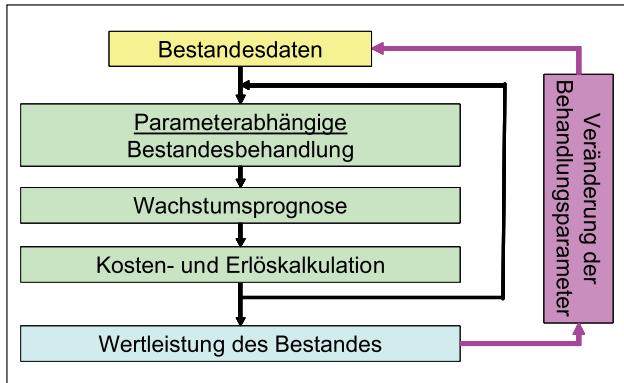 Bestandesdaten
Parameterabhängige
Bestandesbehandlung
Wachstumsprognose
Kosten- und Erlöskalkulation
Wertleistung des Bestandes
Veränderung der
Behandlungsparameter